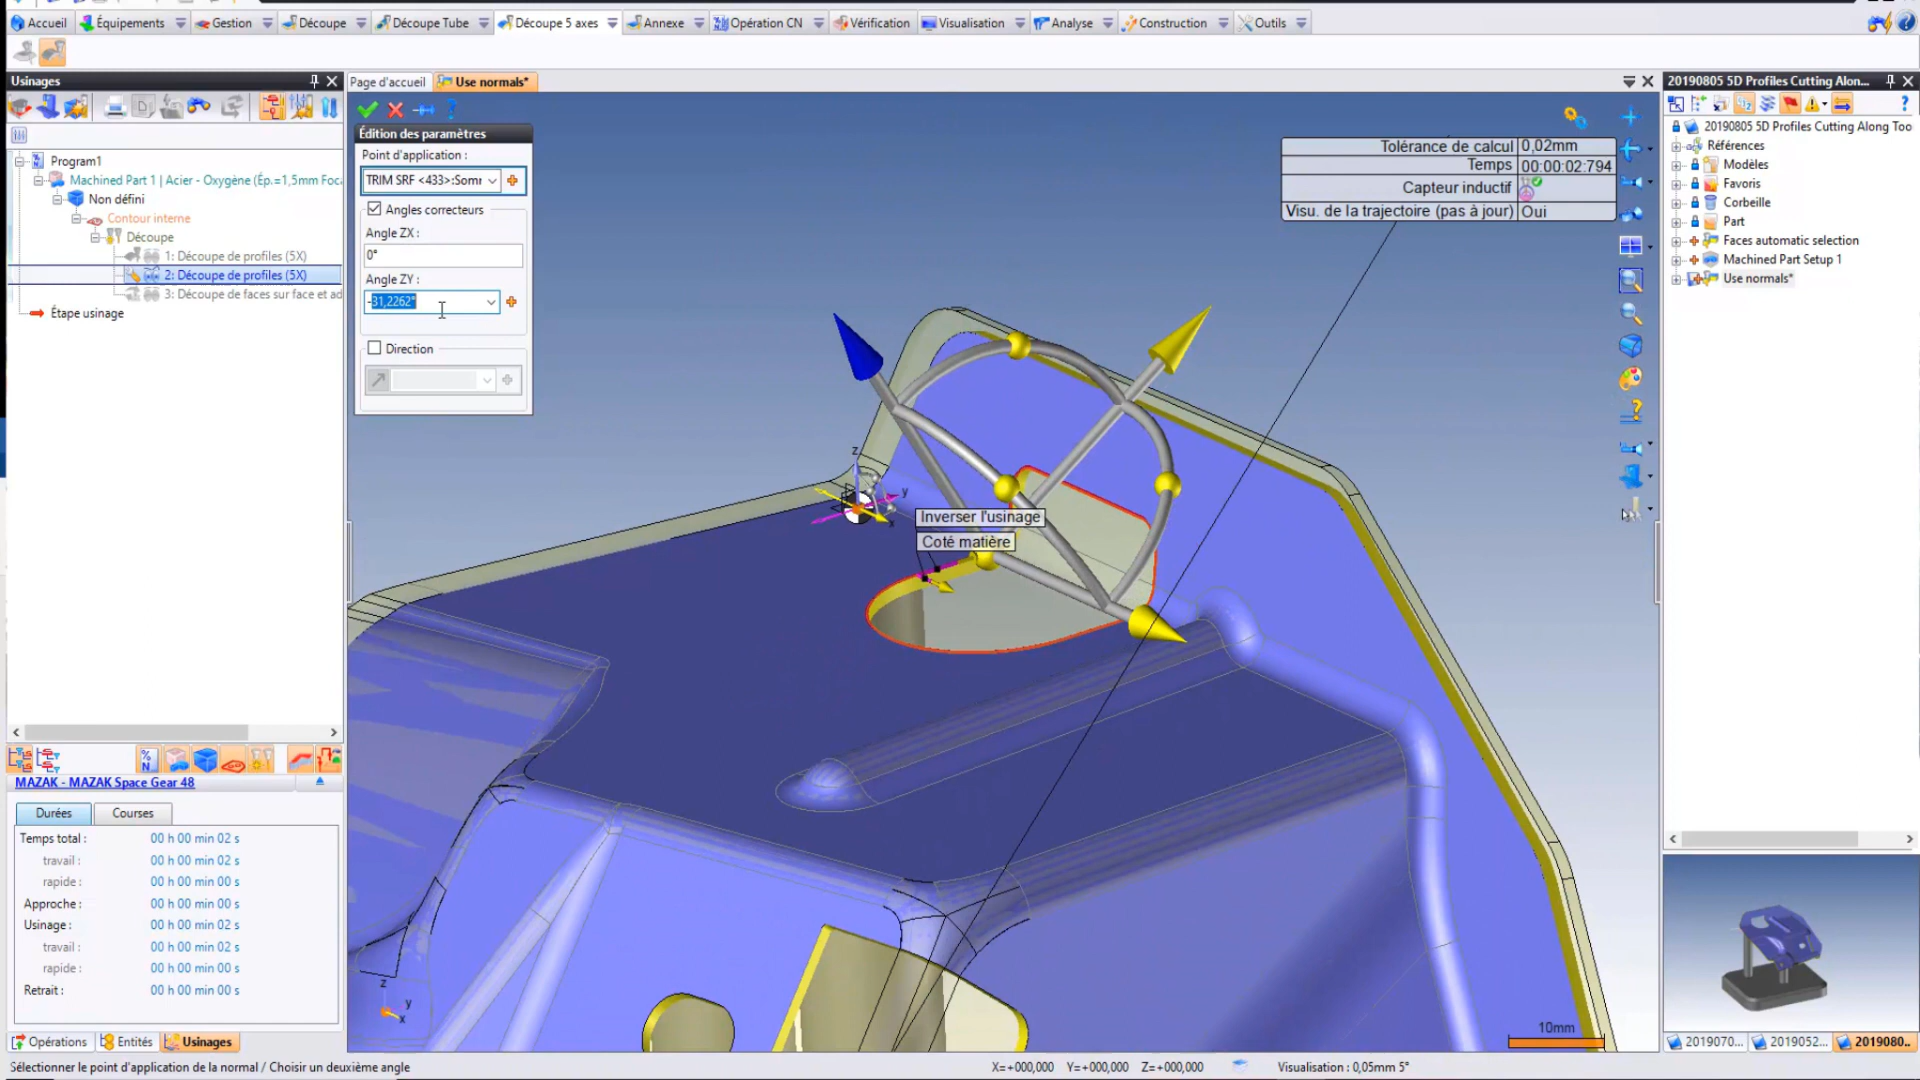 Accueil
Équipements
Gestion
Découpe
Découpe Tube
Découpe 5 axes
Annexe
Opération CN
Vérification
Visualisation
Analyse
Construction
Outils
Usinages
Page d'accueil
Use normals*
20190805 5D Profiles Cutting Alon...
Édition des paramètres
Point d'application :
TRIM SRF <433>:Somr
Angles correcteurs
Angle ZX :
0°
Angle ZY :
-31,2262°
Direction
Program1
Machined Part 1 | Acier - Oxygène (Ép.=1,5mm Foca
Non défini
Contour interne
Découpe
1: Découpe de profiles (5X)
2: Découpe de profiles (5X)
3: Découpe de faces sur face et ad
Étape usinage
Tolérance de calcul 0,02mm
Temps 00:00:02:794
Capteur inductif
Visu. de la trajectoire (pas à jour) Oui
20190805 5D Profiles Cutting Along Too
Références
Modèles
Favoris
Corbeille
Part
Faces automatic selection
Machined Part Setup 1
Use normals*
z
y
x
Inverser l'usinage
Coté matière
MAZAK - MAZAK Space Gear 48
Durées
Courses
Temps total : 00 h 00 min 02 s
travail : 00 h 00 min 02 s
rapide : 00 h 00 min 00 s
Approche : 00 h 00 min 00 s
Usinage : 00 h 00 min 02 s
travail : 00 h 00 min 02 s
rapide : 00 h 00 min 00 s
Retrait : 00 h 00 min 00 s
z
y
x
10mm
Opérations
Entités
Usinages
2019070...
2019052...
2019080..
Sélectionner le point d'application de la normal / Choisir un deuxième angle
X=+000,000 Y=+000,000 Z=+000,000
Visualisation : 0,05mm 5°